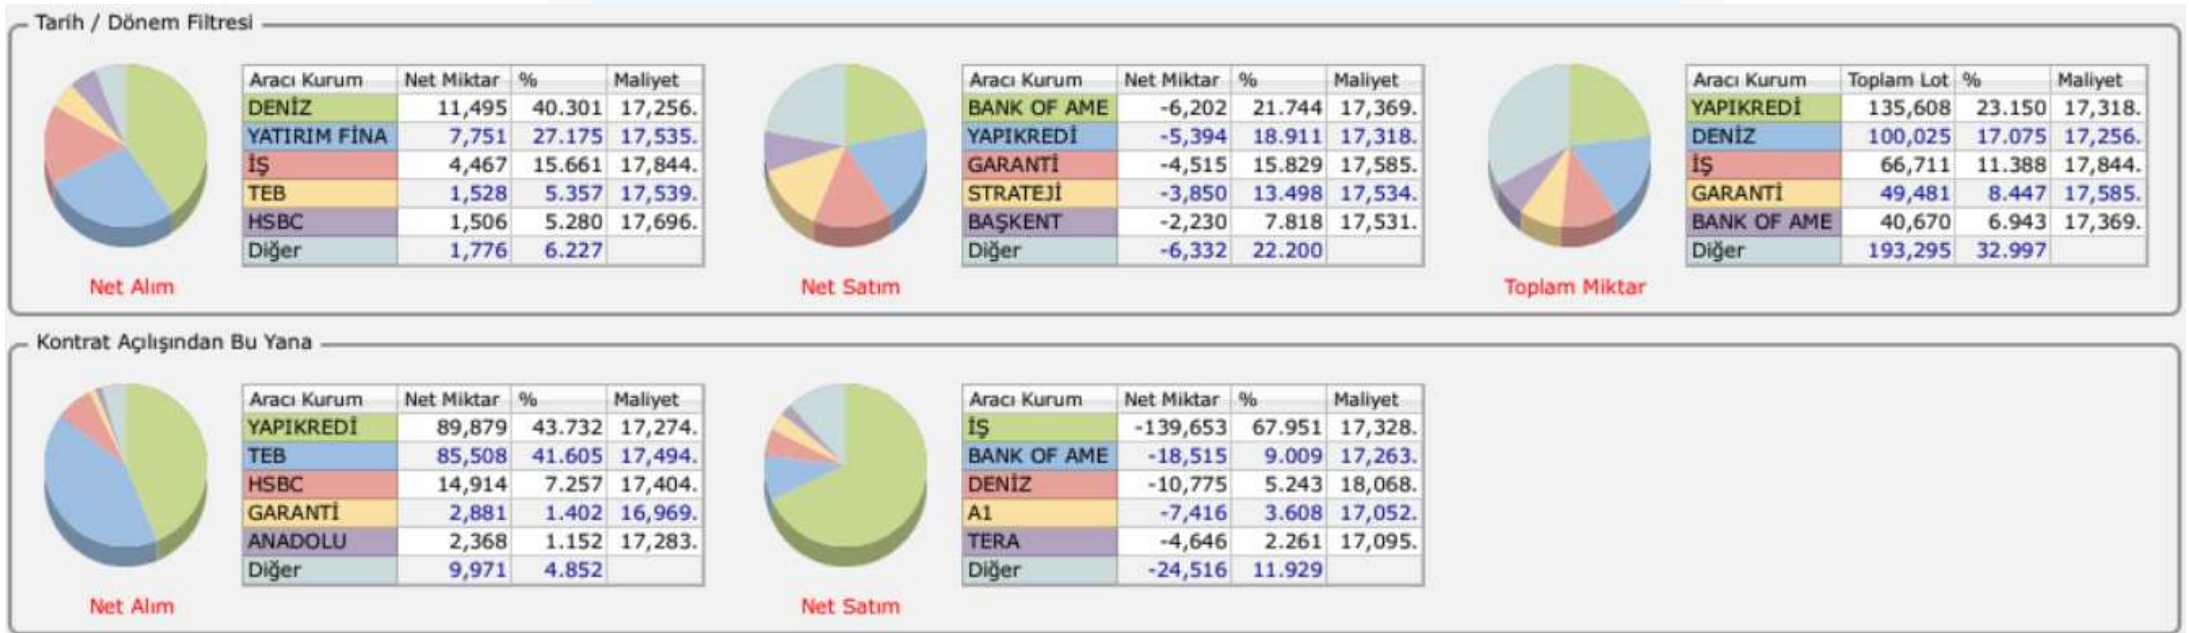 Tarih / Dönem Filtresi
Aracı Kurum Net Miktar % Maliyet
DENİZ 11,495 40.301 17,256.
YATIRIM FİNA 7,751 27.175 17,535.
İŞ 4,467 15.661 17,844.
TEB 1,528 5.357 17,539.
HSBC 1,506 5.280 17,696.
Diğer 1,776 6.227
Net Alım
Aracı Kurum Net Miktar % Maliyet
BANK OF AME -6,202 21.744 17,369.
YAPIKREDİ -5,394 18.911 17,318.
GARANTİ -4,515 15.829 17,585.
STRATEJİ -3,850 13.498 17,534.
BAŞKENT -2,230 7.818 17,531.
Diğer -6,332 22.200
Net Satım
Aracı Kurum Toplam Lot % Maliyet
YAPIKREDİ 135,608 23.150 17,318.
DENİZ 100,025 17.075 17,256.
İŞ 66,711 11.388 17,844.
GARANTİ 49,481 8.447 17,585.
BANK OF AME 40,670 6.943 17,369.
Diğer 193,295 32.997
Toplam Miktar
Kontrat Açılışından Bu Yana
Aracı Kurum Net Miktar % Maliyet
YAPIKREDİ 89,879 43.732 17,274.
TEB 85,508 41.605 17,494.
HSBC 14,914 7.257 17,404.
GARANTİ 2,881 1.402 16,969.
ANADOLU 2,368 1.152 17,283.
Diğer 9,971 4.852
Net Alım
Aracı Kurum Net Miktar % Maliyet
İŞ -139,653 67.951 17,328.
BANK OF AME -18,515 9.009 17,263.
DENİZ -10,775 5.243 18,068.
A1 -7,416 3.608 17,052.
TERA -4,646 2.261 17,095.
Diğer -24,516 11.929
Net Satım